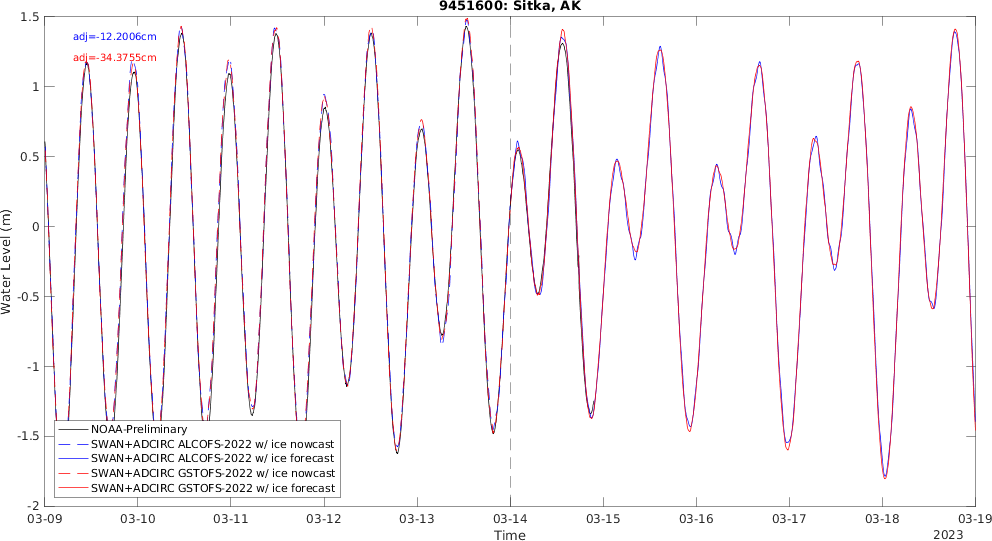 9451600: Sitka, AK
adj=-12.2006cm
adj=-34.3755cm
Water Level (m)
1.5
1
0.5
0
-0.5
-1
-1.5
-2
NOAA-Preliminary
SWAN+ADCIRC ALCOFS-2022 w/ ice nowcast
SWAN+ADCIRC ALCOFS-2022 w/ ice forecast
SWAN+ADCIRC GSTOFS-2022 w/ ice nowcast
SWAN+ADCIRC GSTOFS-2022 w/ ice forecast
03-09 03-10 03-11 03-12 03-13 03-14 03-15 03-16 03-17 03-18 03-19
Time
2023